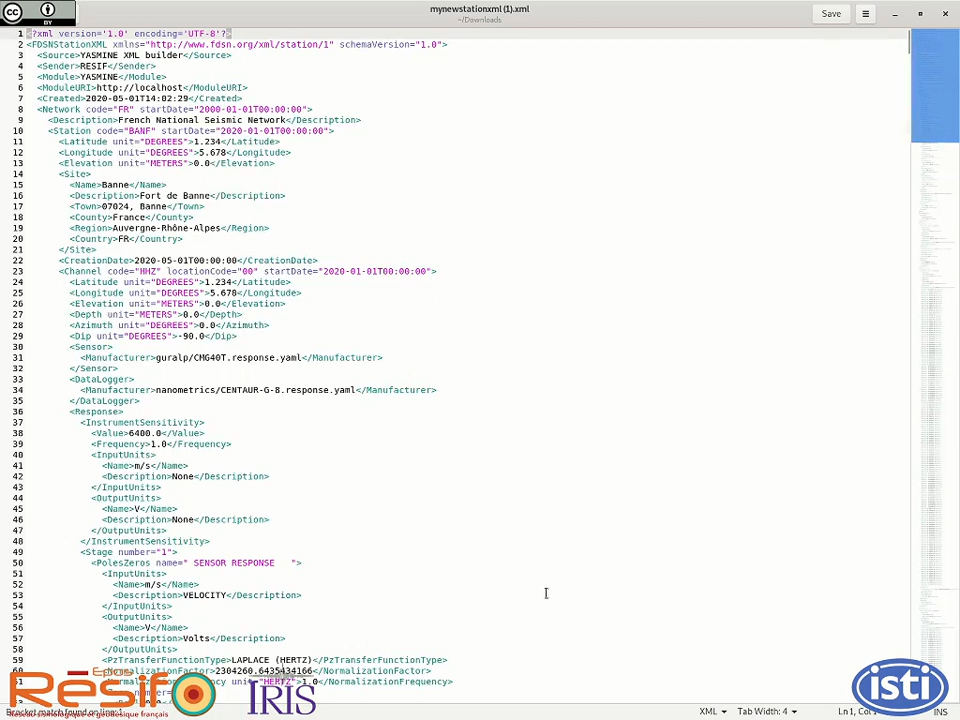 cc
BY
mynewstationxml (1).xml
~/Downloads
Save
1 <?xml version='1.0' encoding='UTF-8'?>
2 <FDSNStationXML xmlns="http://www.fdsn.org/xml/station/1" schemaVersion="1.0">
3 <Source>YASMINE XML builder</Source>
4 <Sender>RESIF</Sender>
5 <Module>YASMINE</Module>
6 <ModuleURI>http://localhost</ModuleURI>
7 <Created>2020-05-01T14:02:29</Created>
8 <Network code="FR" startDate="2000-01-01T00:00:00">
9 <Description>French National Seismic Network</Description>
10 <Station code="BANF" startDate="2020-01-01T00:00:00">
11 <Latitude unit="DEGREES">1.234</Latitude>
12 <Longitude unit="DEGREES">5.678</Longitude>
13 <Elevation unit="METERS">0.0</Elevation>
14 <Site>
15 <Name>Banne</Name>
16 <Description>Fort de Banne</Description>
17 <Town>07024, Banne</Town>
18 <County>France</County>
19 <Region>Auvergne-Rhône-Alpes</Region>
20 <Country>FR</Country>
21 </Site>
22 <CreationDate>2020-05-01T00:00:00</CreationDate>
23 <Channel code="HHZ" locationCode="00" startDate="2020-01-01T00:00:00">
24 <Latitude unit="DEGREES">1.234</Latitude>
25 <Longitude unit="DEGREES">5.678</Longitude>
26 <Elevation unit="METERS">0.0</Elevation>
27 <Depth unit="METERS">0.0</Depth>
28 <Azimuth unit="DEGREES">0.0</Azimuth>
29 <Dip unit="DEGREES">-90.0</Dip>
30 <Sensor>
31 <Manufacturer>guralp/CMG40T.response.yaml</Manufacturer>
32 </Sensor>
33 <DataLogger>
34 <Manufacturer>nanometrics/CENTAUR-G-8.response.yaml</Manufacturer>
35 </DataLogger>
36 <Response>
37 <InstrumentSensitivity>
38 <Value>6400.0</Value>
39 <Frequency>1.0</Frequency>
40 <InputUnits>
41 <Name>m/s</Name>
42 <Description>None</Description>
43 </InputUnits>
44 <OutputUnits>
45 <Name>V</Name>
46 <Description>None</Description>
47 </OutputUnits>
48 </InstrumentSensitivity>
49 <Stage number="1">
50 <PolesZeros name=" SENSOR RESPONSE   ">
51 <InputUnits>
52 <Name>m/s</Name>
53 <Description>VELOCITY</Description>
54 </InputUnits>
55 <OutputUnits>
56 <Name>V</Name>
57 <Description>Volts</Description>
58 </OutputUnits>
59 <PzTransferFunctionType>LAPLACE (HERTZ)</PzTransferFunctionType>
NormalizationFactor>2304260.6435434166</NormalizationFactor>
"HERTZ">1.0</NormalizationFrequency>
Epos
Résif
Réseau sismologique et géodésique français
IRIS
isti
Bracket match found on line: 1
XML
Tab Width: 4
Ln 1, Col 1
INS